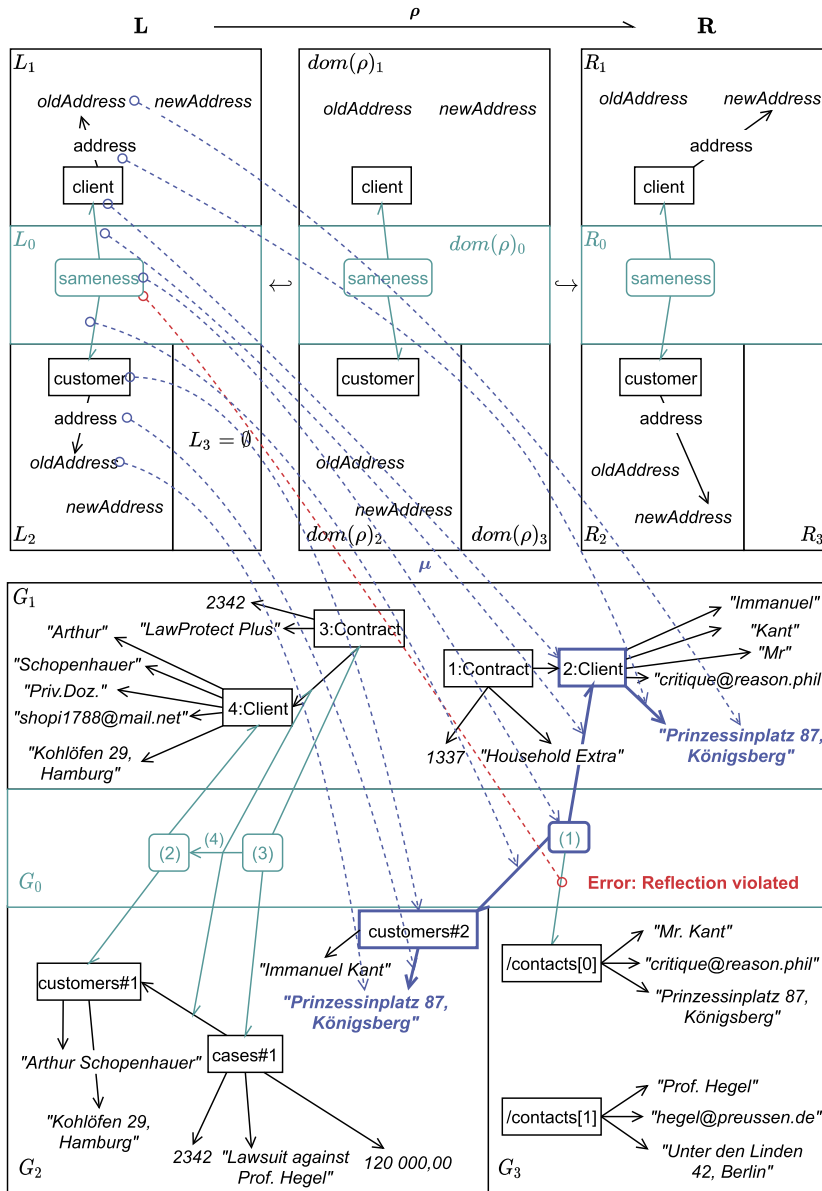 L
ρ
R
L1
dom(ρ)1
R1
oldAddress
newAddress
oldAddress
newAddress
oldAddress
newAddress
address
address
client
client
client
L0
dom(ρ)0
R0
sameness
↩
sameness
↪
sameness
customer
customer
customer
address
address
L3 = ∅
oldAddress
oldAddress
oldAddress
newAddress
newAddress
newAddress
L2
dom(ρ)2
dom(ρ)3
R2
R3
μ
G1
2342
"LawProtect Plus"
3:Contract
"Immanuel"
"Arthur"
"Kant"
"Schopenhauer"
"Mr"
1:Contract
2:Client
"critique@reason.phil"
"Priv.Doz."
4:Client
"shopi1788@mail.net"
"Prinzessinplatz 87,
Königsberg"
"Kohlöfen 29,
Hamburg"
1337
"Household Extra"
(1)
(2)
(4)
(3)
G0
Error: Reflection violated
customers#2
"Mr. Kant"
"Immanuel Kant"
/contacts[0]
"critique@reason.phil"
customers#1
"Prinzessinplatz 87,
Königsberg"
"Prinzessinplatz 87,
Königsberg"
"Arthur Schopenhauer"
cases#1
"Prof. Hegel"
"Kohlöfen 29,
Hamburg"
/contacts[1]
"hegel@preussen.de"
2342
"Lawsuit against
Prof. Hegel"
120 000,00
"Unter den Linden
42, Berlin"
G2
G3